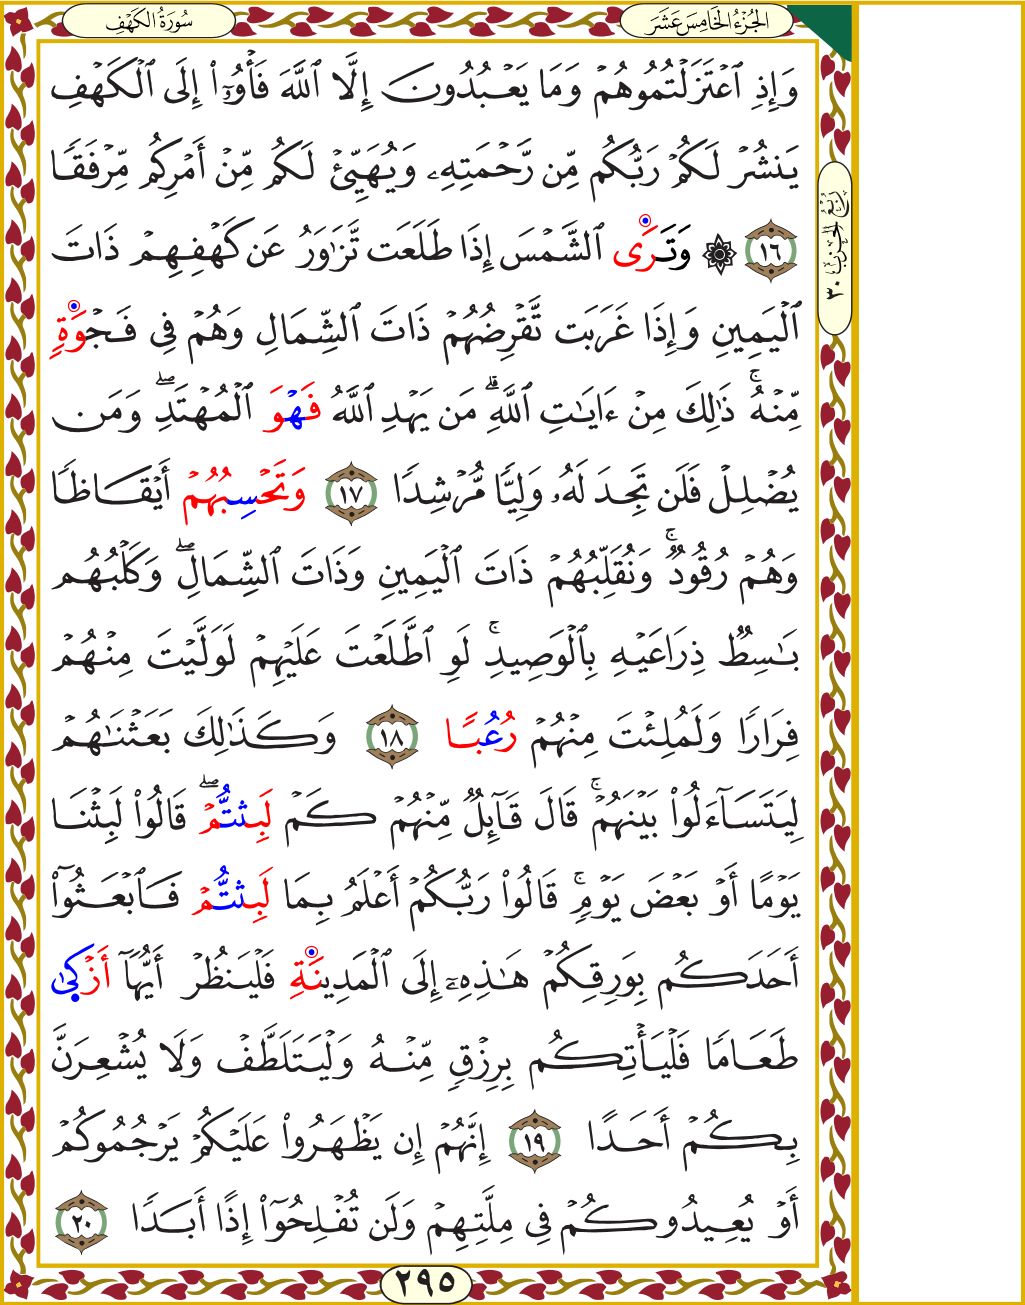 الجُزْءُ الخَامِسَ عَشَرَ
سُورَةُ الكَهْفِ
وَإِذِ ٱعْتَزَلْتُمُوهُمْ وَمَا يَعْبُدُونَ إِلَّا ٱللَّهَ فَأْوُۥٓا۟ إِلَى ٱلْكَهْفِ
يَنشُرْ لَكُمْ رَبُّكُم مِّن رَّحْمَتِهِۦ وَيُهَيِّئْ لَكُم مِّنْ أَمْرِكُم مِّرْفَقًا
١٦ ۞ وَتَرَى ٱلشَّمْسَ إِذَا طَلَعَت تَّزَٰوَرُ عَن كَهْفِهِمْ ذَاتَ
ٱلْيَمِينِ وَإِذَا غَرَبَت تَّقْرِضُهُمْ ذَاتَ ٱلشِّمَالِ وَهُمْ فِى فَجْوَةٍ
مِّنْهُ ۚ ذَٰلِكَ مِنْ ءَايَٰتِ ٱللَّهِ ۗ مَن يَهْدِ ٱللَّهُ فَهْوَ ٱلْمُهْتَدِ ۖ وَمَن
يُضْلِلْ فَلَن تَجِدَ لَهُۥ وَلِيًّا مُّرْشِدًا ١٧ وَتَحْسِبُهُمْ أَيْقَاظًا
وَهُمْ رُقُودٌ ۚ وَنُقَلِّبُهُمْ ذَاتَ ٱلْيَمِينِ وَذَاتَ ٱلشِّمَالِ ۖ وَكَلْبُهُم
بَٰسِطٌ ذِرَاعَيْهِ بِٱلْوَصِيدِ ۚ لَوِ ٱطَّلَعْتَ عَلَيْهِمْ لَوَلَّيْتَ مِنْهُمْ
فِرَارًا وَلَمُلِئْتَ مِنْهُمْ رُعُبًا ١٨ وَكَذَٰلِكَ بَعَثْنَٰهُمْ
لِيَتَسَآءَلُوا۟ بَيْنَهُمْ ۚ قَالَ قَآئِلٌ مِّنْهُمْ كَمْ لَبِثتُّمْ ۖ قَالُوا۟ لَبِثْنَا
يَوْمًا أَوْ بَعْضَ يَوْمٍ ۚ قَالُوا۟ رَبُّكُمْ أَعْلَمُ بِمَا لَبِثتُّمْ فَٱبْعَثُوٓا۟
أَحَدَكُم بِوَرِقِكُمْ هَٰذِهِۦٓ إِلَى ٱلْمَدِينَةِ فَلْيَنظُرْ أَيُّهَآ أَزْكَىٰ
طَعَامًا فَلْيَأْتِكُم بِرِزْقٍ مِّنْهُ وَلْيَتَلَطَّفْ وَلَا يُشْعِرَنَّ
بِكُمْ أَحَدًا ١٩ إِنَّهُمْ إِن يَظْهَرُوا۟ عَلَيْكُمْ يَرْجُمُوكُمْ
أَوْ يُعِيدُوكُمْ فِى مِلَّتِهِمْ وَلَن تُفْلِحُوٓا۟ إِذًا أَبَدًا ٢٠
رُبْعُ الحِزْب ٣٠
٢٩٥